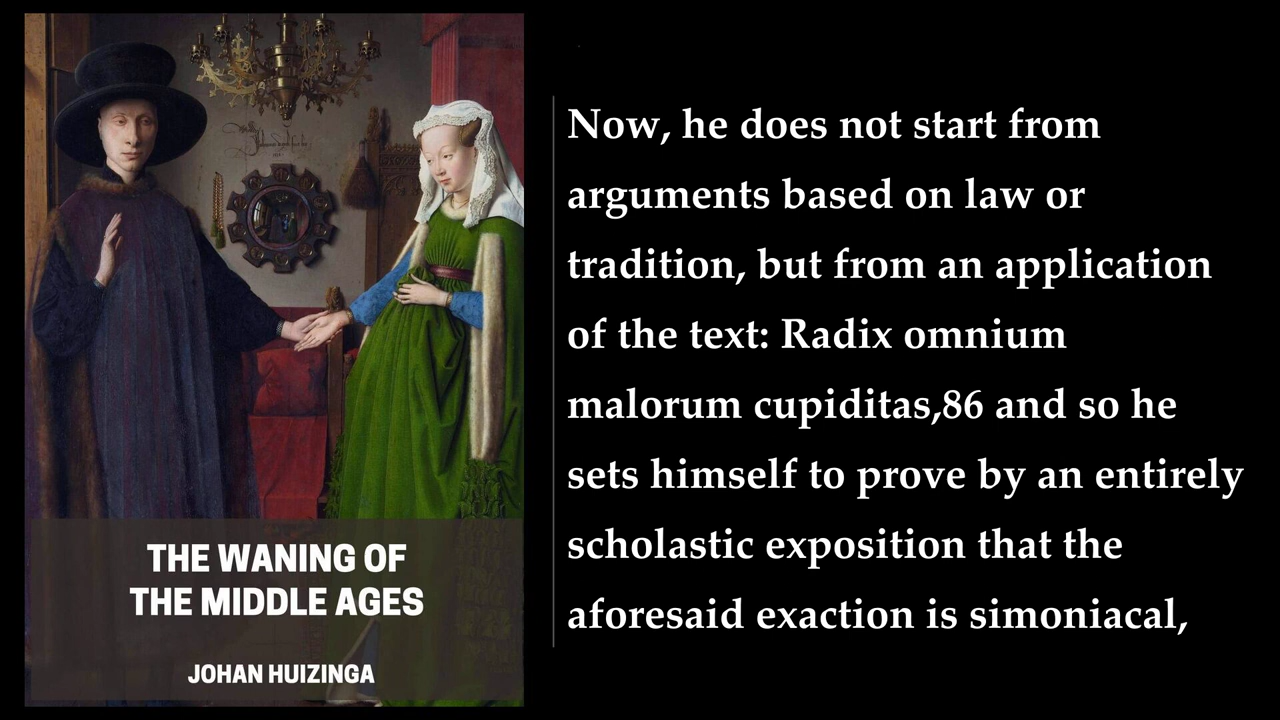 THE WANING OF
THE MIDDLE AGES
JOHAN HUIZINGA
Now, he does not start from
arguments based on law or
tradition, but from an application
of the text: Radix omnium
malorum cupiditas,86 and so he
sets himself to prove by an entirely
scholastic exposition that the
aforesaid exaction is simoniacal,